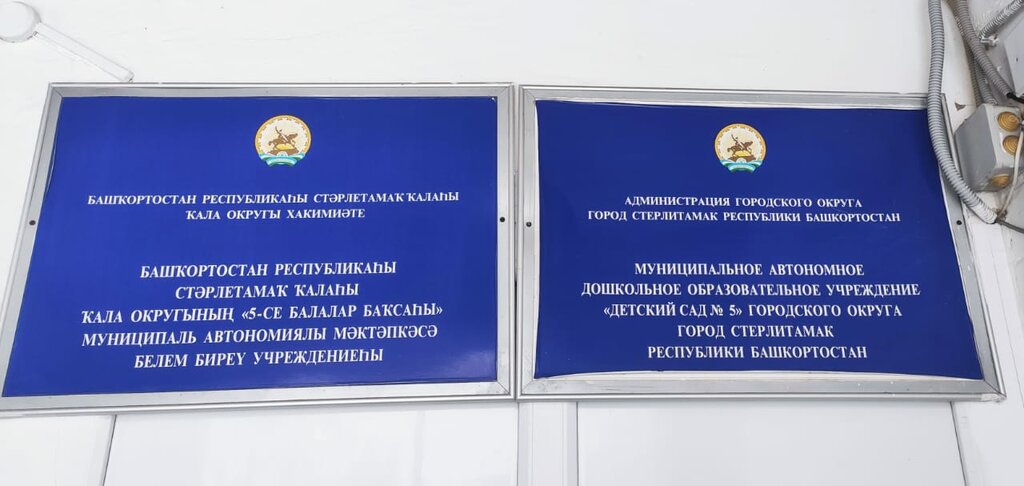 БАШҠОРТОСТАН РЕСПУБЛИКАҺЫ СТӘРЛЕТАМАҠ ҠАЛАҺЫ
ҠАЛА ОКРУГЫ ХАКИМИӘТЕ
БАШҠОРТОСТАН РЕСПУБЛИКАҺЫ
СТӘРЛЕТАМАҠ ҠАЛАҺЫ
ҠАЛА ОКРУГЫНЫҢ «5-СЕ БАЛАЛАР БАҠСАҺЫ»
МУНИЦИПАЛЬ АВТОНОМИЯЛЫ МӘКТӘПКӘСӘ
БЕЛЕМ БИРЕҮ УЧРЕЖДЕНИЕҺЫ
АДМИНИСТРАЦИЯ ГОРОДСКОГО ОКРУГА
ГОРОД СТЕРЛИТАМАК РЕСПУБЛИКИ БАШКОРТОСТАН
МУНИЦИПАЛЬНОЕ АВТОНОМНОЕ
ДОШКОЛЬНОЕ ОБРАЗОВАТЕЛЬНОЕ УЧРЕЖДЕНИЕ
«ДЕТСКИЙ САД № 5» ГОРОДСКОГО ОКРУГА
ГОРОД СТЕРЛИТАМАК
РЕСПУБЛИКИ БАШКОРТОСТАН